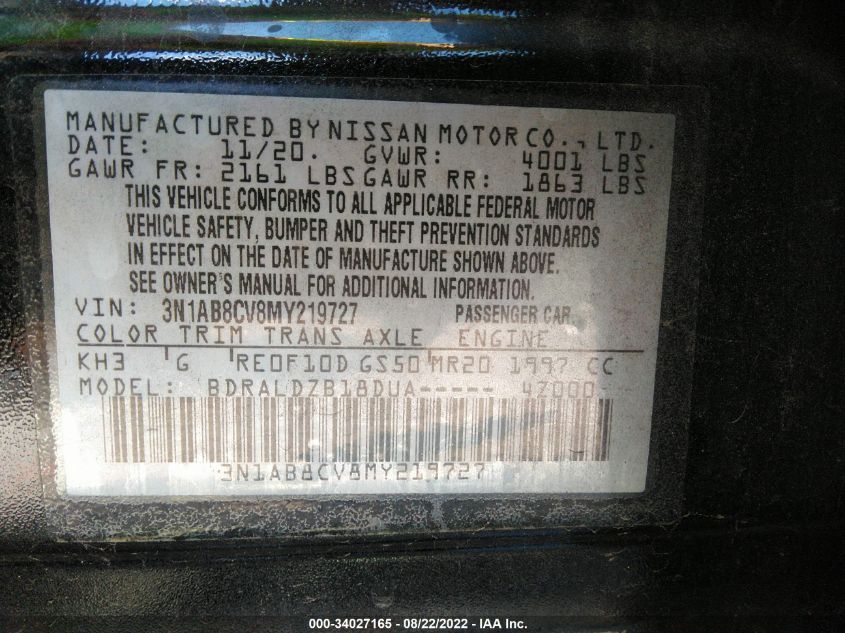 MANUFACTURED BY NISSAN MOTOR CO., LTD.
DATE: 11/20. GVWR: 4001 LBS
GAWR FR: 2161 LBS GAWR RR: 1863 LBS
THIS VEHICLE CONFORMS TO ALL APPLICABLE FEDERAL MOTOR
VEHICLE SAFETY, BUMPER AND THEFT PREVENTION STANDARDS
IN EFFECT ON THE DATE OF MANUFACTURE SHOWN ABOVE.
SEE OWNER'S MANUAL FOR ADDITIONAL INFORMATION.
VIN: 3N1AB8CV8MY219727 PASSENGER CAR
COLOR TRIM TRANS AXLE ENGINE
KH3 G RE0F10D GS50 MR20 1997 CC
MODEL: BDRALDZB18DUA----- 4Z000-
3N1AB8CV8MY219727
000-34027165 - 08/22/2022 - IAA Inc.